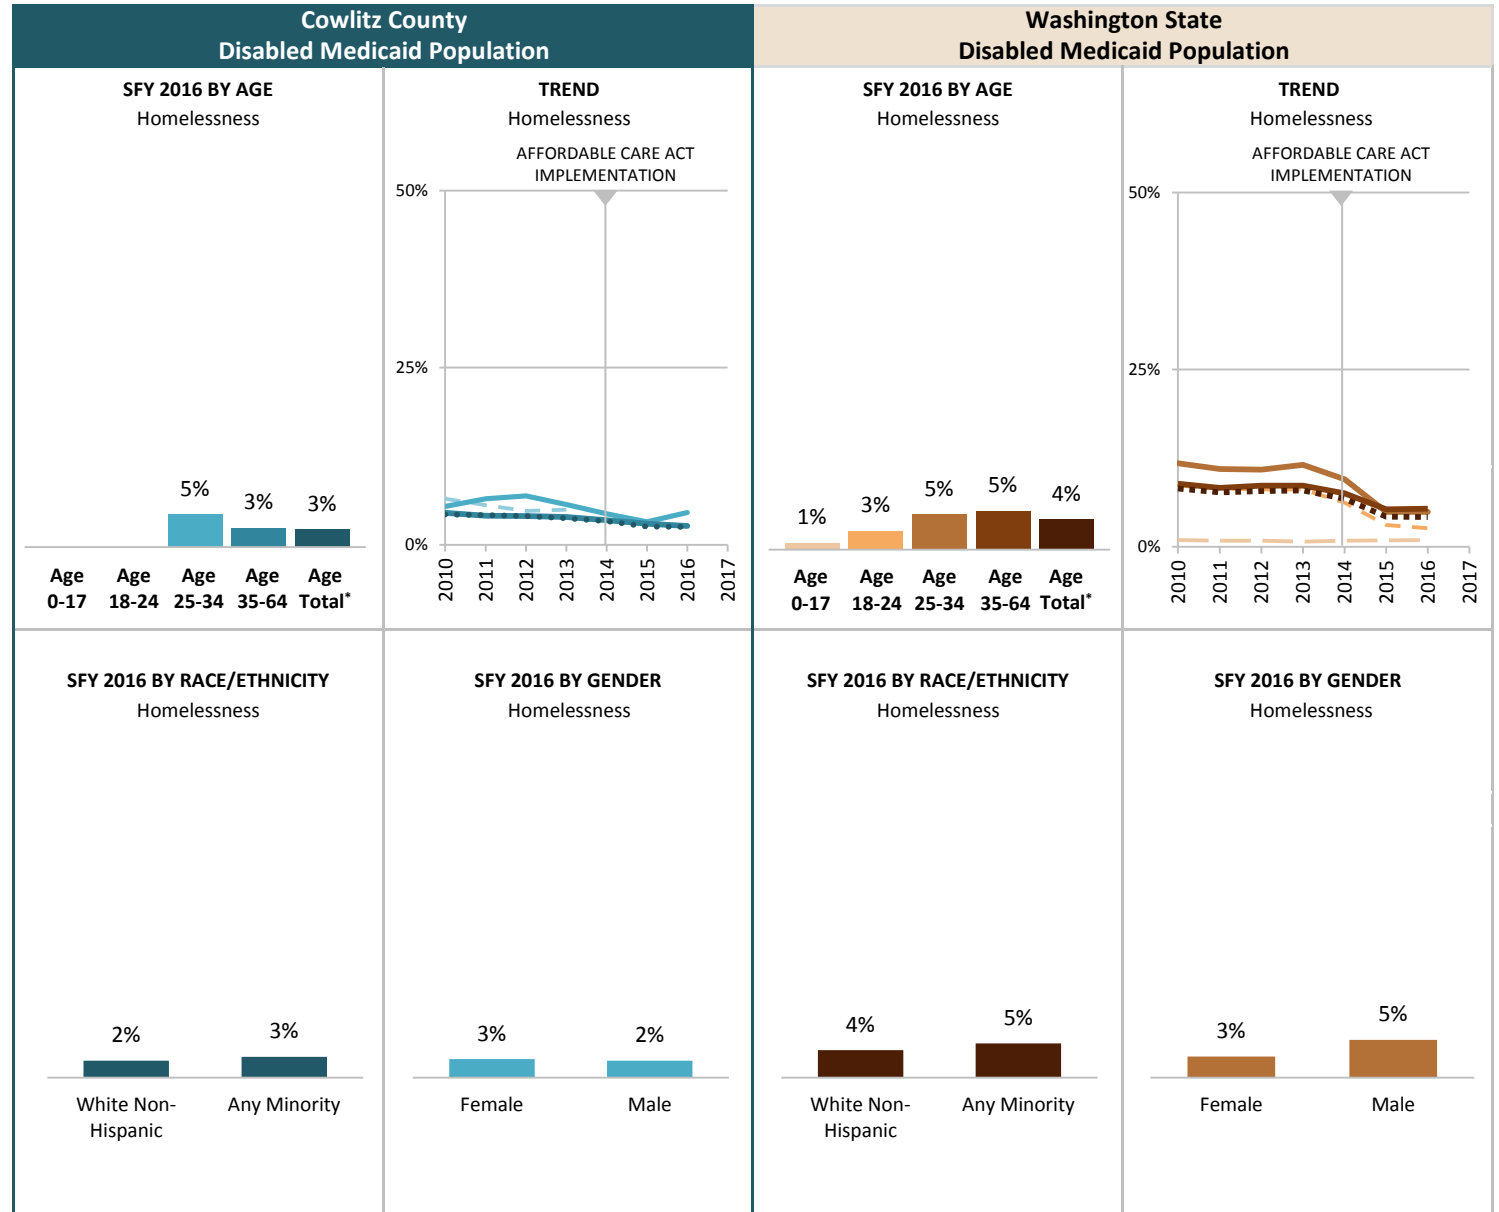 Cowlitz County
Disabled Medicaid Population
Washington State
Disabled Medicaid Population
SFY 2016 BY AGE
Homelessness
5%
3%
3%
Age
0-17
Age
18-24
Age
25-34
Age
35-64
Age
Total*
TREND
Homelessness
AFFORDABLE CARE ACT
IMPLEMENTATION
50%
25%
0%
2010
2011
2012
2013
2014
2015
2016
2017
SFY 2016 BY AGE
Homelessness
1%
3%
5%
5%
4%
Age
0-17
Age
18-24
Age
25-34
Age
35-64
Age
Total*
TREND
Homelessness
AFFORDABLE CARE ACT
IMPLEMENTATION
50%
25%
0%
2010
2011
2012
2013
2014
2015
2016
2017
SFY 2016 BY RACE/ETHNICITY
Homelessness
2%
3%
White Non-
Hispanic
Any Minority
SFY 2016 BY GENDER
Homelessness
3%
2%
Female
Male
SFY 2016 BY RACE/ETHNICITY
Homelessness
4%
5%
White Non-
Hispanic
Any Minority
SFY 2016 BY GENDER
Homelessness
3%
5%
Female
Male